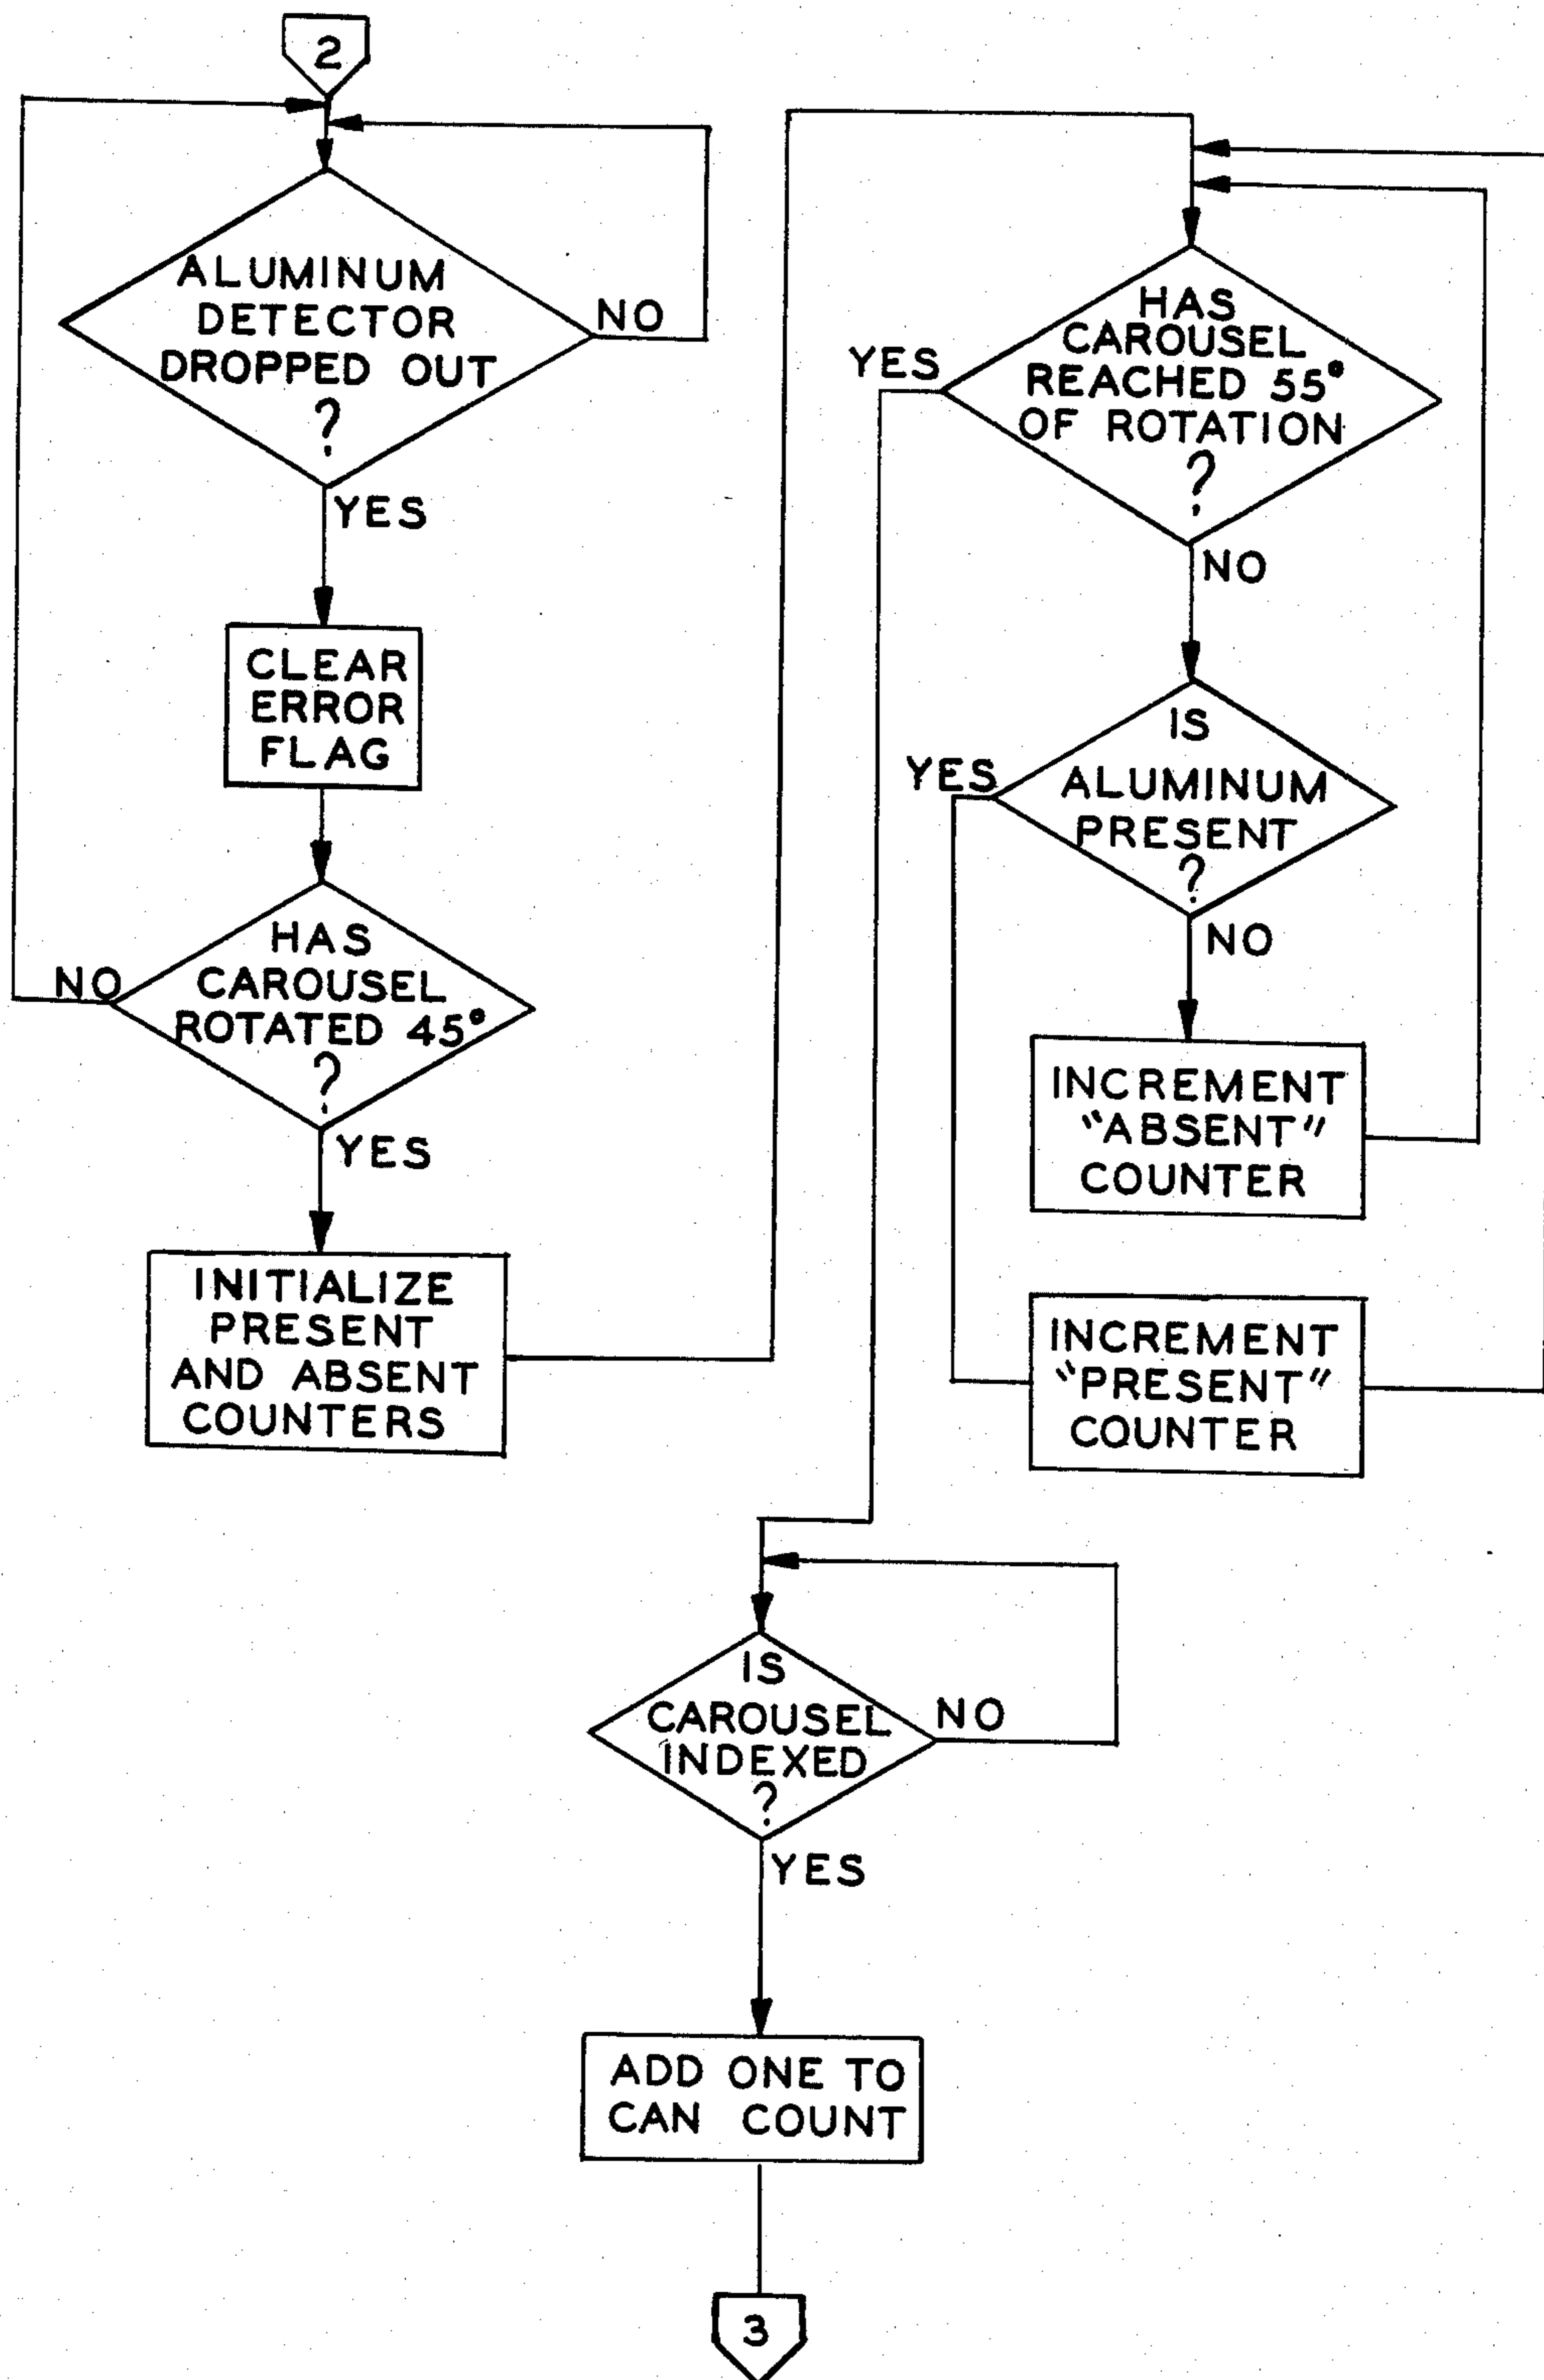 2
ALUMINUM
DETECTOR
DROPPED OUT
?
NO
YES
CLEAR
ERROR
FLAG
HAS
CAROUSEL
ROTATED 45°
?
NO
YES
INITIALIZE
PRESENT
AND ABSENT
COUNTERS
HAS
CAROUSEL
REACHED 55°
OF ROTATION
?
YES
NO
IS
ALUMINUM
PRESENT
?
YES
NO
INCREMENT
"ABSENT"
COUNTER
INCREMENT
"PRESENT"
COUNTER
IS
CAROUSEL
INDEXED
?
NO
YES
ADD ONE TO
CAN COUNT
3